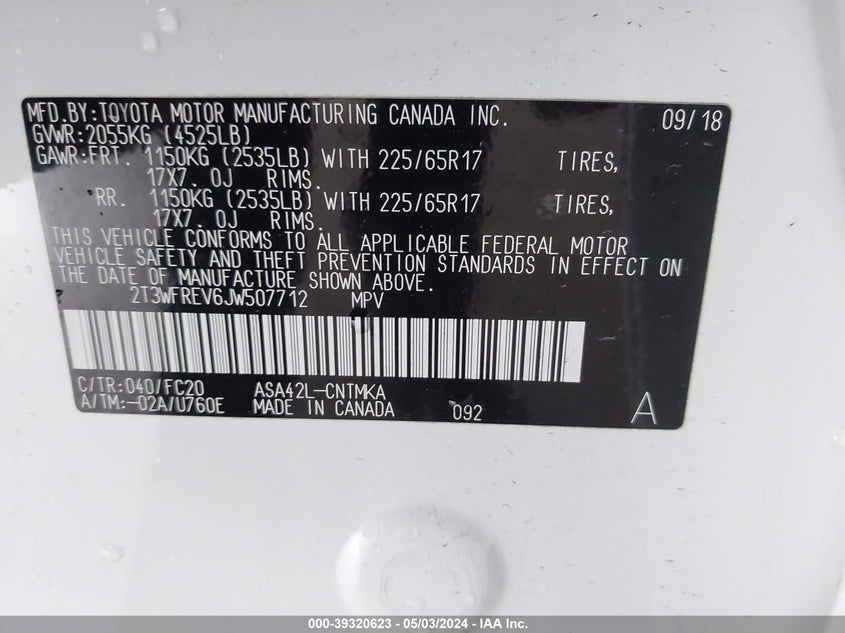 MFD.BY:TOYOTA MOTOR MANUFACTURING CANADA INC. 09/18
GVWR:2055KG (4525LB)
GAWR:FRT. 1150KG (2535LB) WITH 225/65R17 TIRES,
17X7.0J RIMS.
RR. 1150KG (2535LB) WITH 225/65R17 TIRES,
17X7.0J RIMS.
THIS VEHICLE CONFORMS TO ALL APPLICABLE FEDERAL MOTOR
VEHICLE SAFETY AND THEFT PREVENTION STANDARDS IN EFFECT ON
THE DATE OF MANUFACTURE SHOWN ABOVE.
2T3WFREV6JW507712 MPV
C/TR:040/FC20 ASA42L-CNTMKA
A/TM:-02A/U760E MADE IN CANADA 092 A
000-39320623 - 05/03/2024 - IAA Inc.